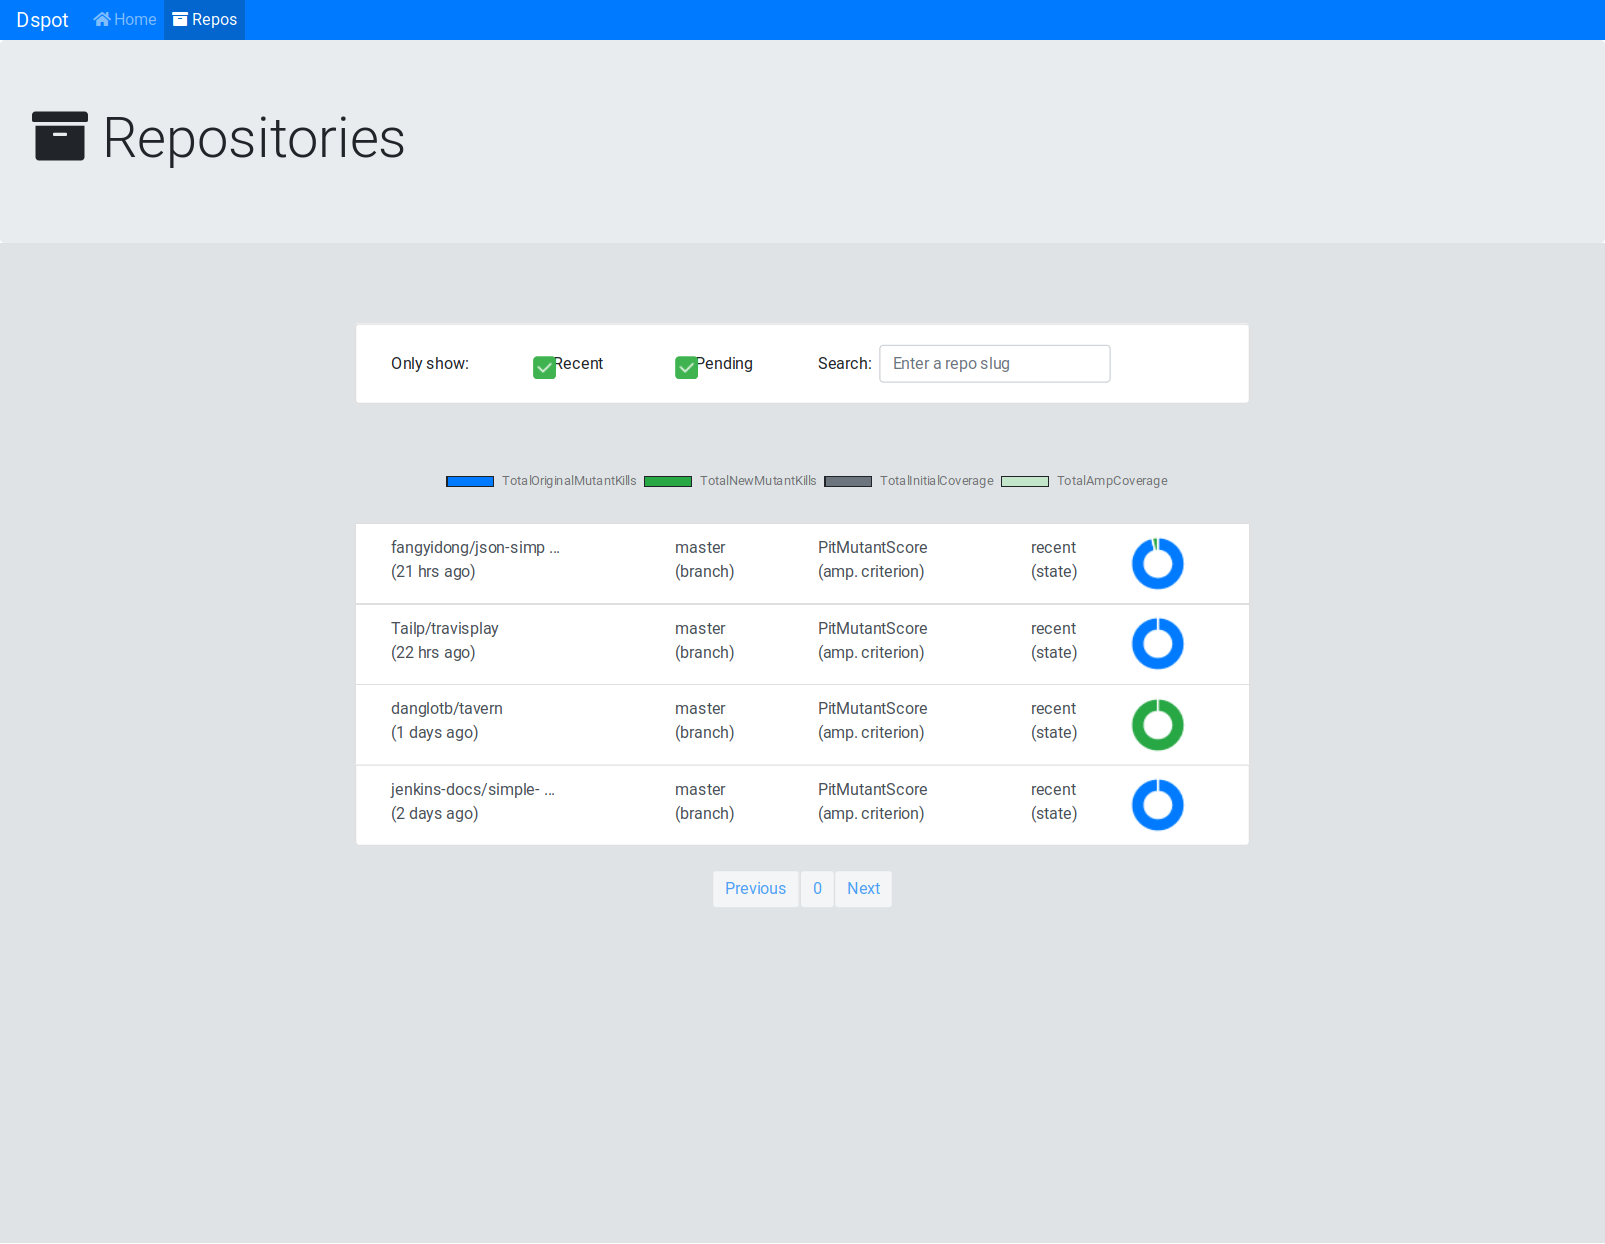 Dspot Home Repos
Repositories
Only show: Recent Pending Search: Enter a repo slug
TotalOriginalMutantKills TotalNewMutantKills TotalInitialCoverage TotalAmpCoverage
fangyidong/json-simp ... master PitMutantScore recent
(21 hrs ago) (branch) (amp. criterion) (state)
Tailp/travisplay master PitMutantScore recent
(22 hrs ago) (branch) (amp. criterion) (state)
danglotb/tavern master PitMutantScore recent
(1 days ago) (branch) (amp. criterion) (state)
jenkins-docs/simple- ... master PitMutantScore recent
(2 days ago) (branch) (amp. criterion) (state)
Previous 0 Next